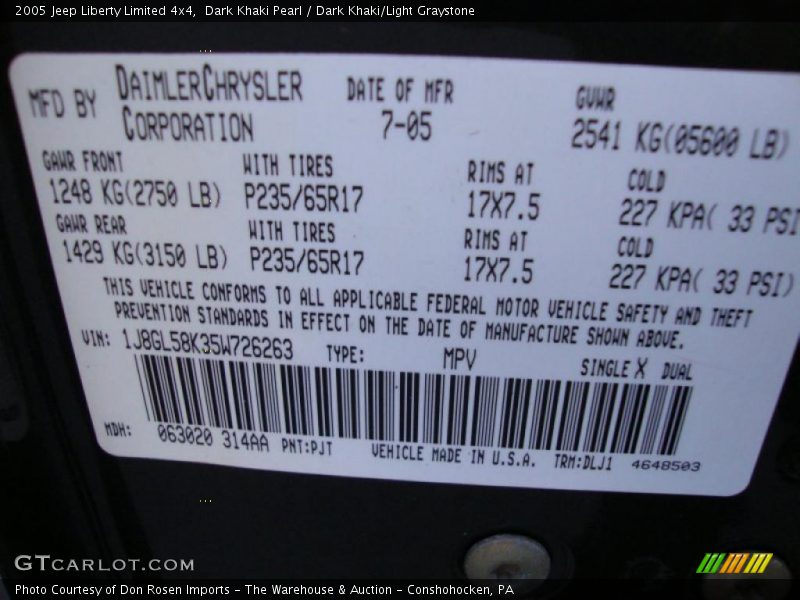 2005 Jeep Liberty Limited 4x4,  Dark Khaki Pearl / Dark Khaki/Light Graystone
MFD BY DAIMLERCHRYSLER CORPORATION
DATE OF MFR 7-05
GVWR 2541 KG(05600 LB)
GAWR FRONT WITH TIRES RIMS AT COLD
1248 KG(2750 LB) P235/65R17 17X7.5 227 KPA( 33 PSI)
GAWR REAR WITH TIRES RIMS AT COLD
1429 KG(3150 LB) P235/65R17 17X7.5 227 KPA( 33 PSI)
THIS VEHICLE CONFORMS TO ALL APPLICABLE FEDERAL MOTOR VEHICLE SAFETY AND THEFT
PREVENTION STANDARDS IN EFFECT ON THE DATE OF MANUFACTURE SHOWN ABOVE.
VIN: 1J8GL58K35W726263 TYPE: MPV SINGLE X DUAL
MDH: 063020 314AA PNT:PJT VEHICLE MADE IN U.S.A. TRM:DLJ1 4648503
GTCARLOT.COM
Photo Courtesy of Don Rosen Imports - The Warehouse & Auction - Conshohocken, PA